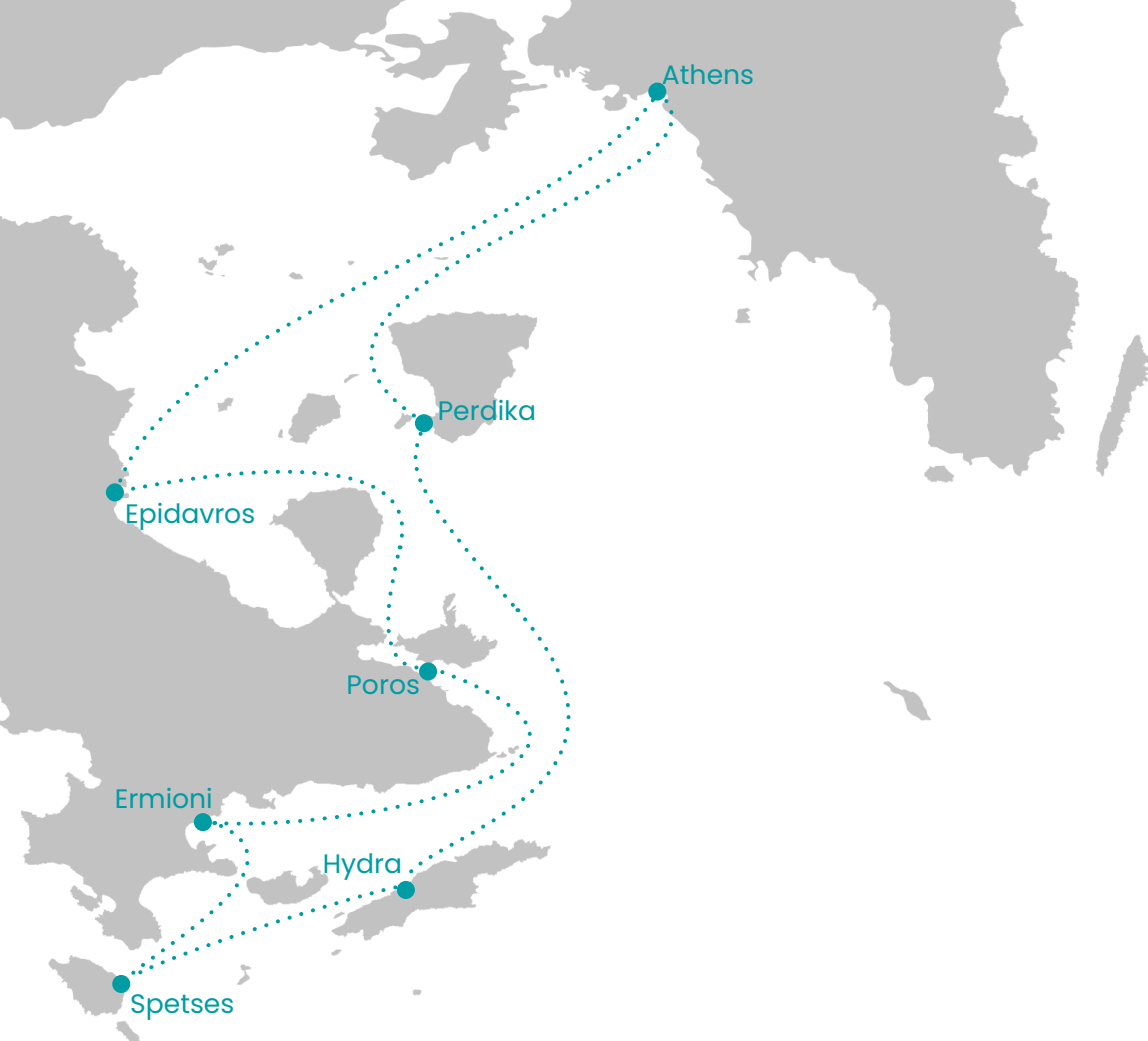 Athens
Perdika
Epidavros
Poros
Ermioni
Hydra
Spetses